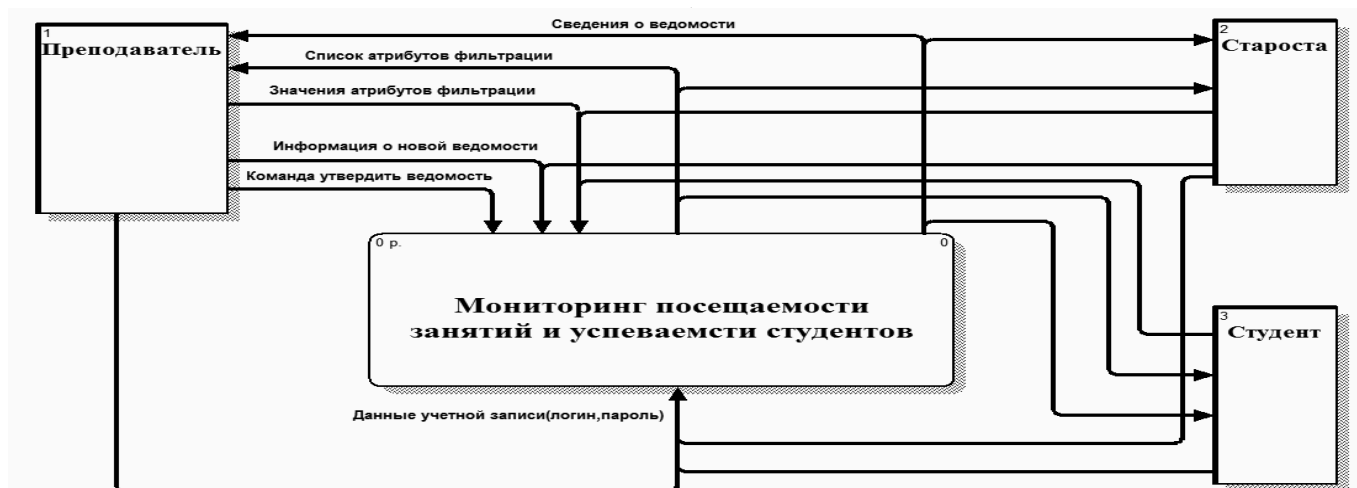 Сведения о ведомости
1
Преподаватель
2
Староста
Список атрибутов фильтрации
Значения атрибутов фильтрации
Информация о новой ведомости
Команда утвердить ведомость
0 р.
0
Мониторинг посещаемости
занятий и успеваемсти студентов
3
Студент
Данные учетной записи(логин,пароль)